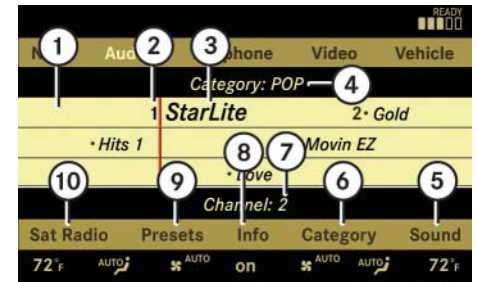 READY
Video Vehicle
1 2 3
Category: POP 4
1 StarLite 2• Gold
•Hits 1 Movin EZ
10 9 8 7 6 5
Channel: 2
Sat Radio Presets Info Category Sound
72°F AUTO AUTO on AUTO AUTO 72°F